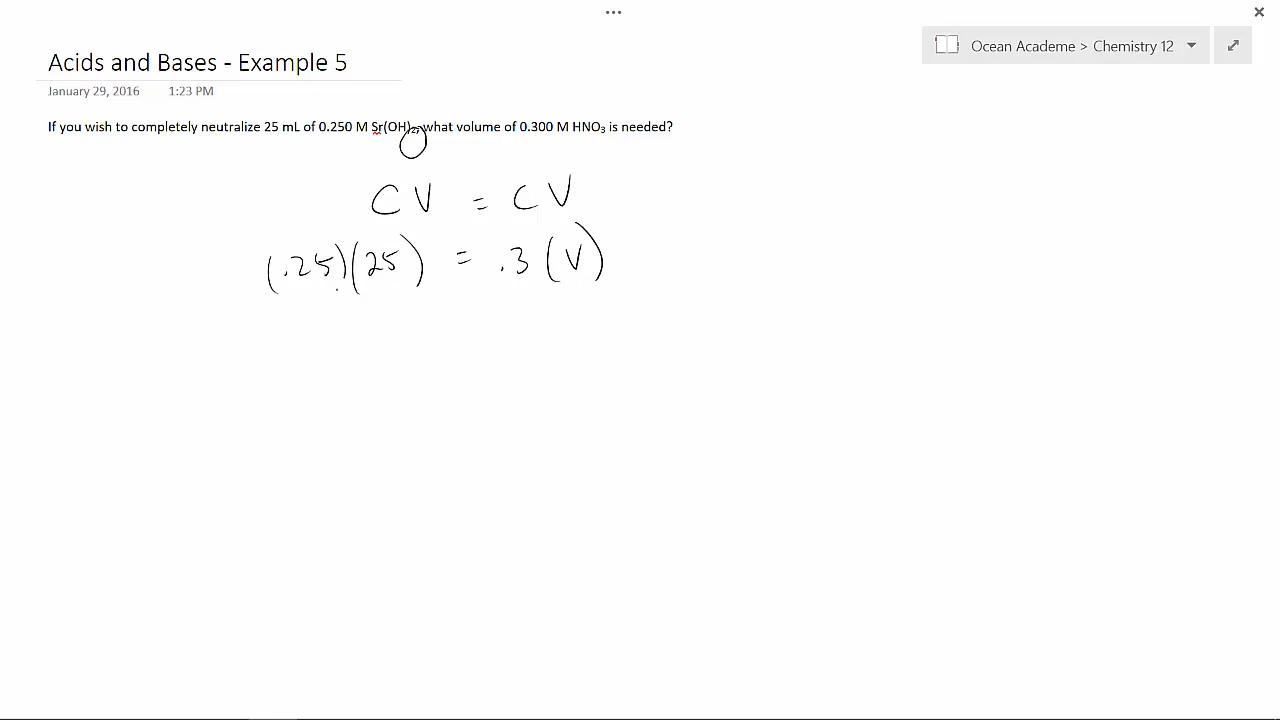 Acids and Bases - Example 5
Ocean Academe > Chemistry 12
January 29, 2016 1:23 PM
If you wish to completely neutralize 25 mL of 0.250 M Sr(OH)₂, what volume of 0.300 M HNO₃ is needed?
CV = CV
(.25)(25) = .3 (V)